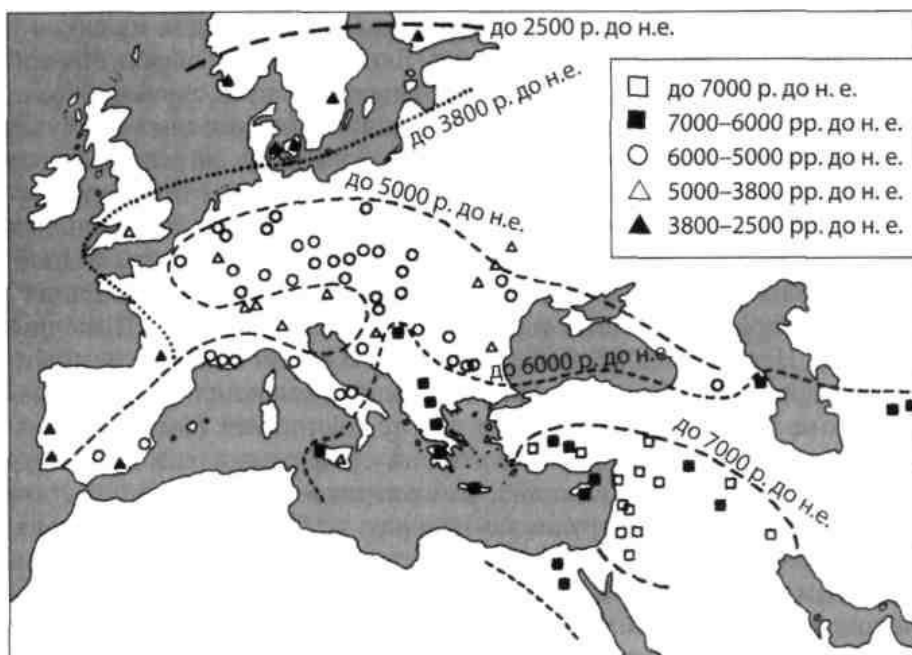 до 2500 р. до н.е.
до 3800 р. до н.е.
до 5000 р. до н.е.
до 6000 р. до н.е.
до 7000 р. до н.е.
до 7000 р. до н. е.
7000–6000 рр. до н. е.
6000–5000 рр. до н. е.
5000–3800 рр. до н. е.
3800–2500 рр. до н. е.